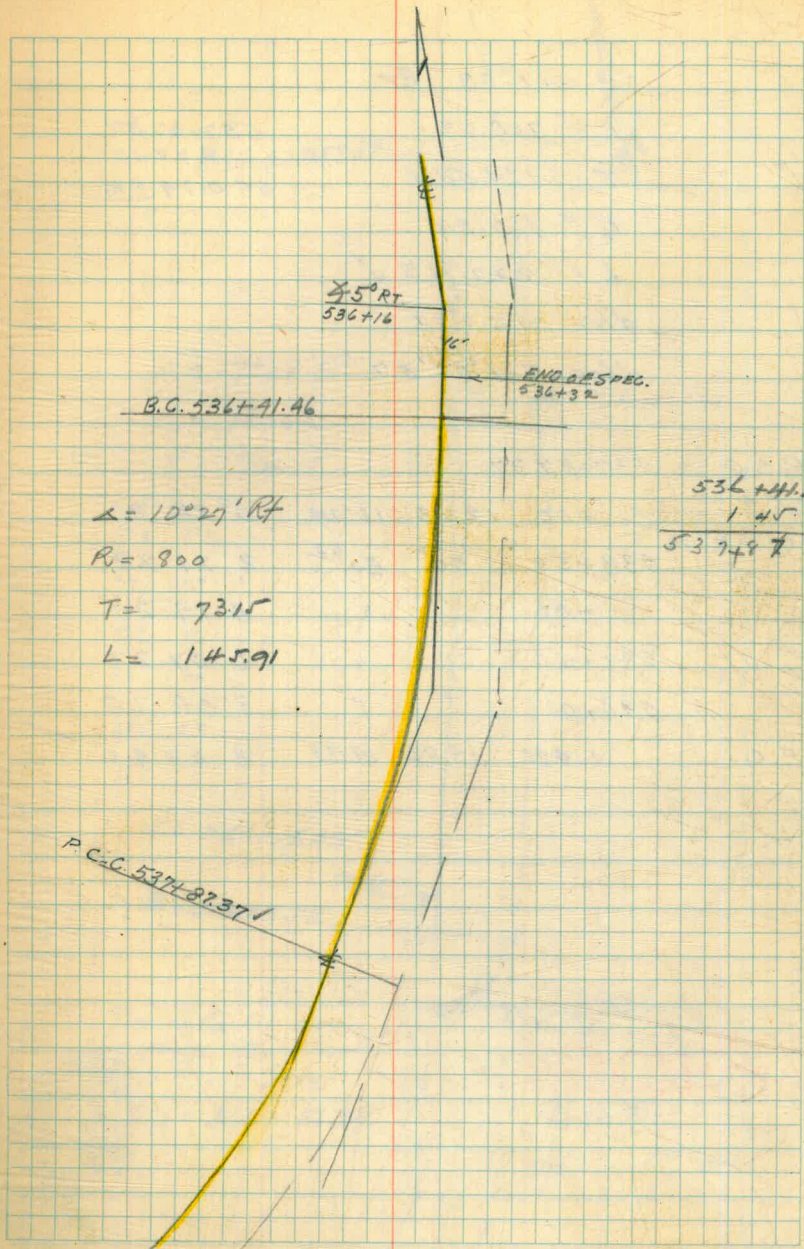 ∠ 5° RT.
536+16
16'
END OF SPEC.
536+32
B.C. 536+41.46
536+41.
1 45.
537+87
Δ = 10°27' Rt
R = 800
T = 73.15
L = 145.91
P.C.C. 537+87.37 √